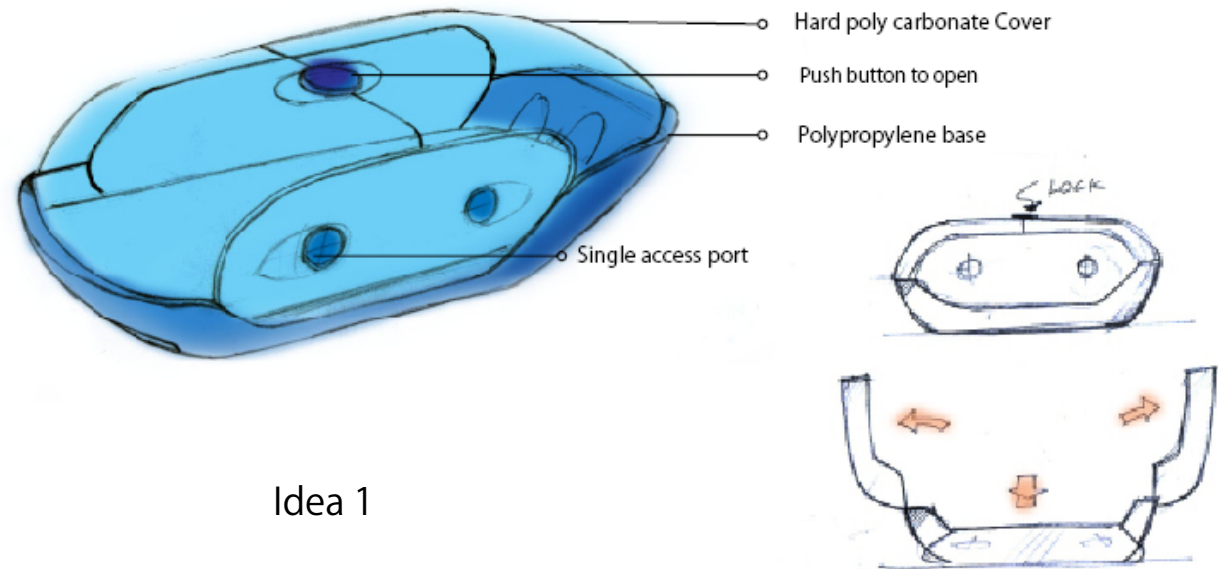 Hard poly carbonate Cover
Push button to open
Polypropylene base
Lock
Single access port
Idea 1